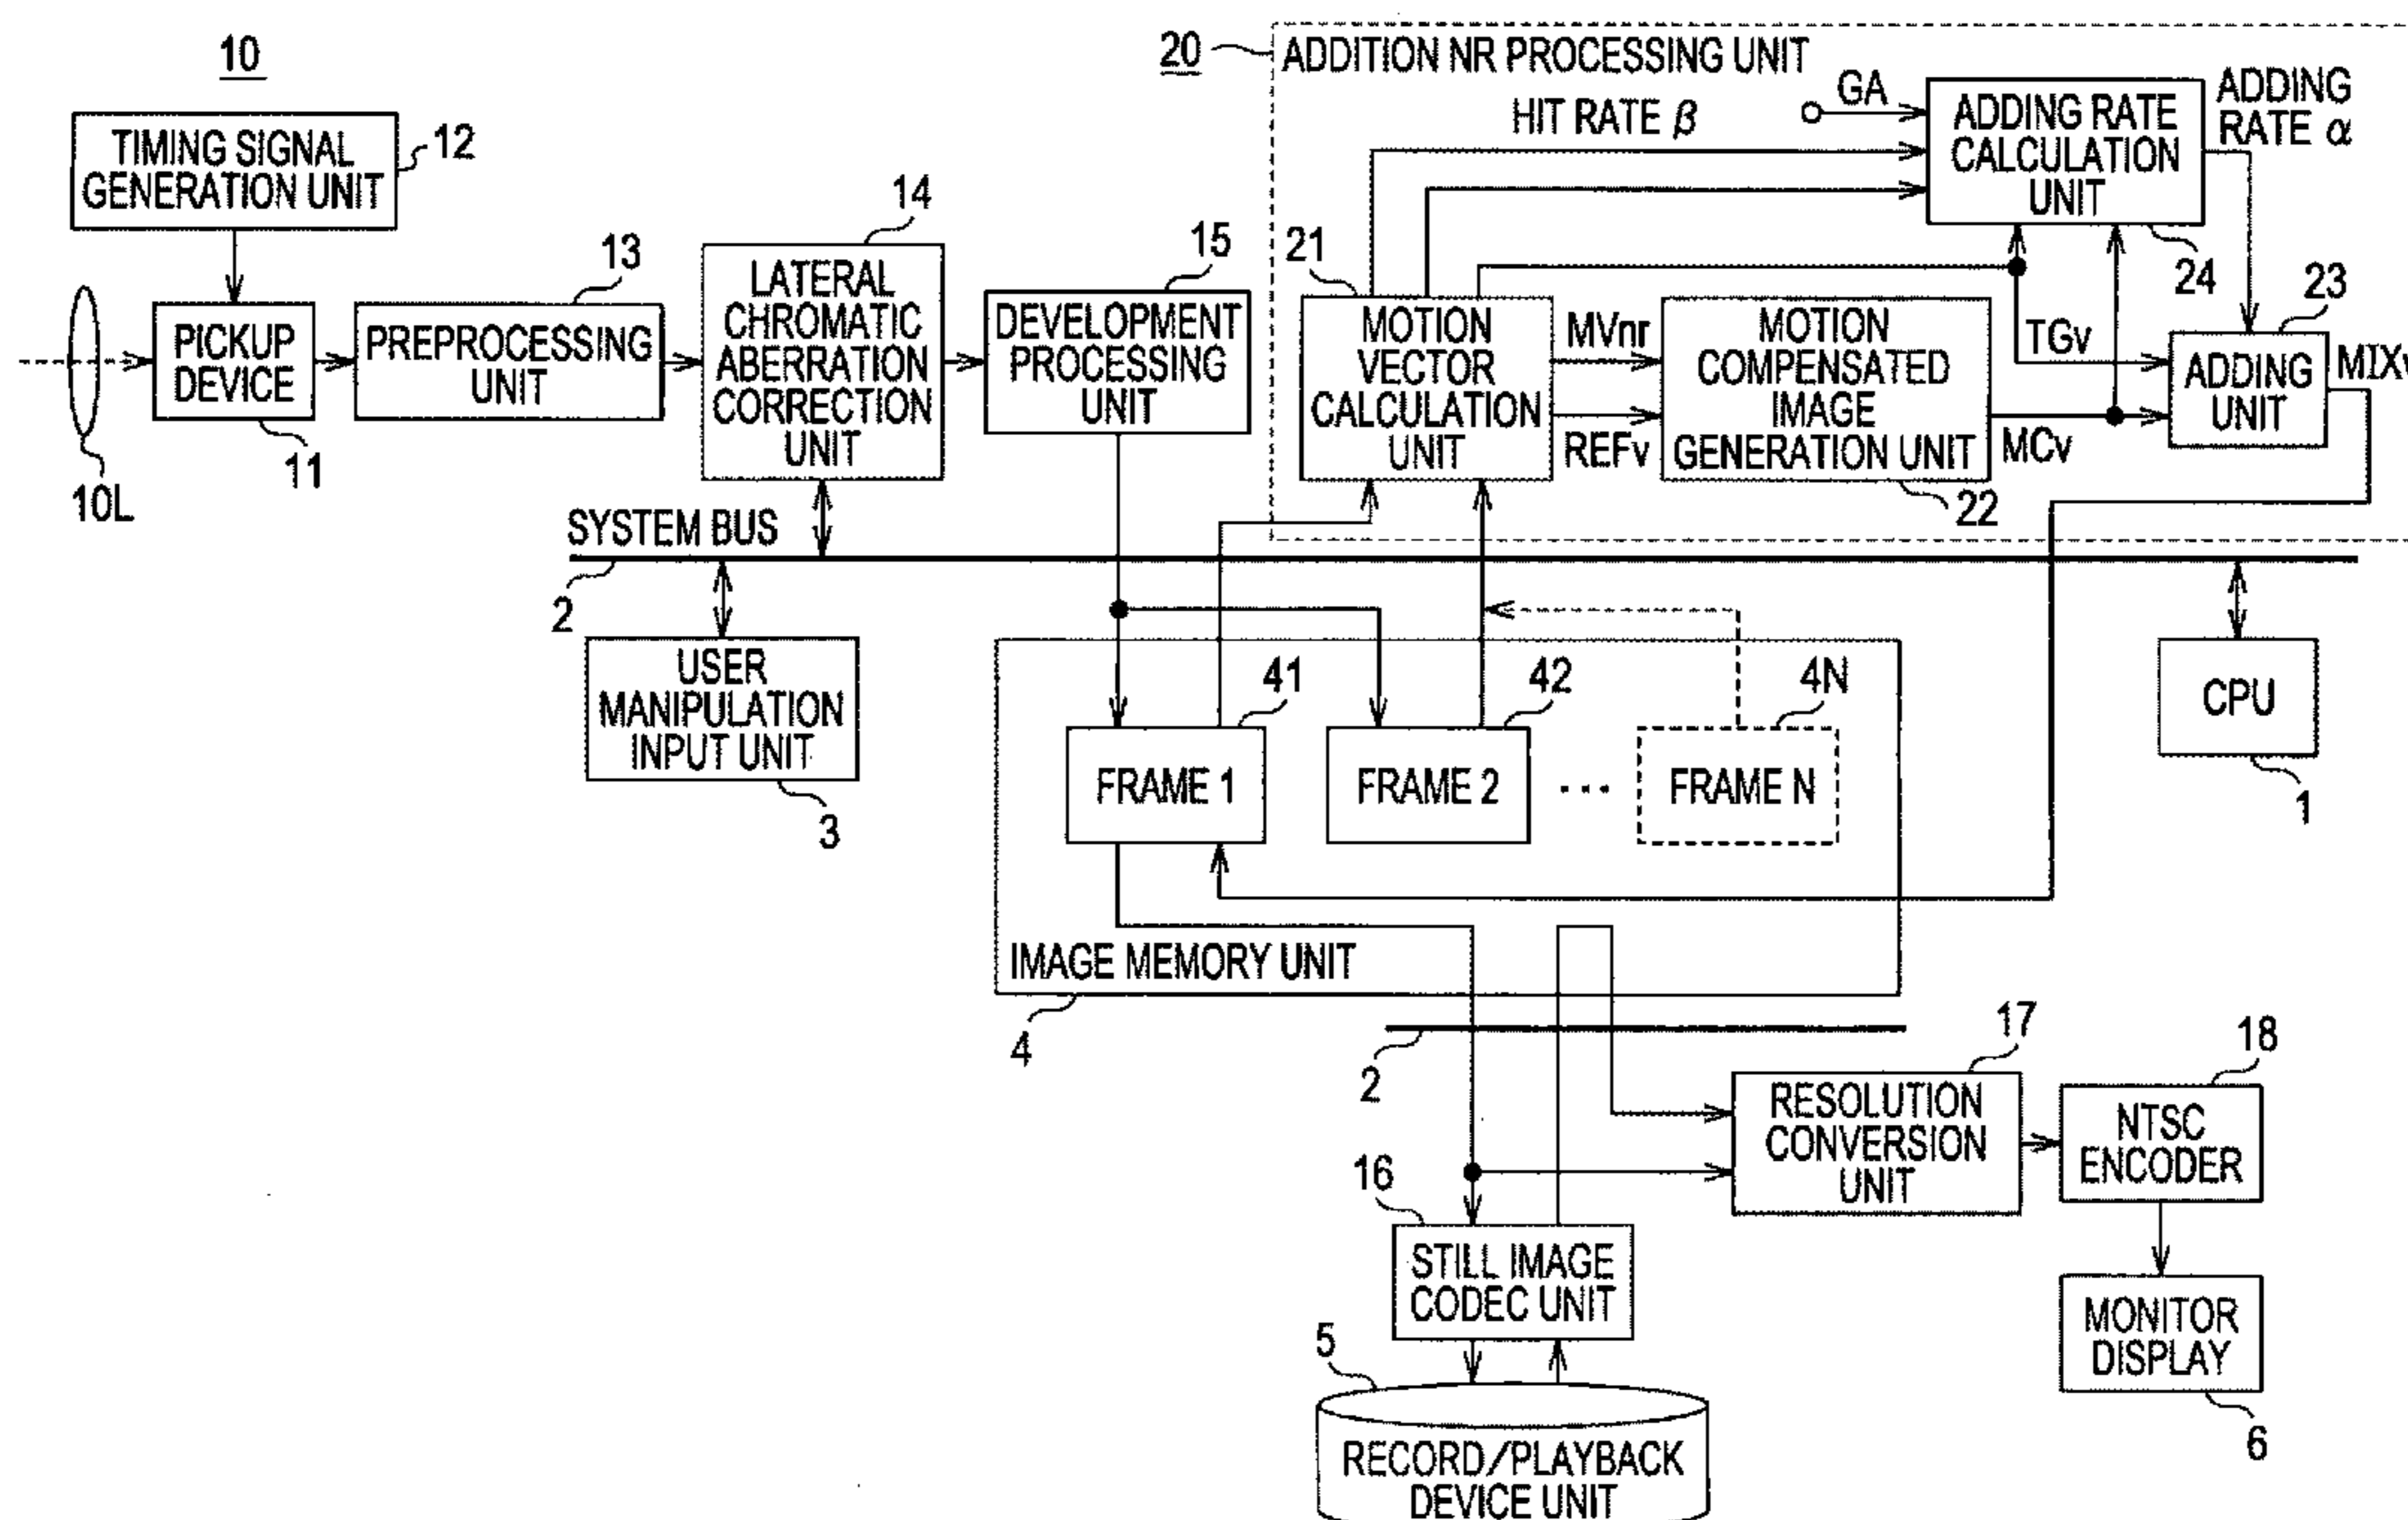 10
TIMING SIGNAL
GENERATION UNIT
12
PICKUP
DEVICE
11
10L
13
PREPROCESSING
UNIT
14
LATERAL
CHROMATIC
ABERRATION
CORRECTION
UNIT
15
DEVELOPMENT
PROCESSING
UNIT
20
ADDITION NR PROCESSING UNIT
HIT RATE β
GA
ADDING RATE
CALCULATION
UNIT
24
ADDING
RATE α
21
MOTION
VECTOR
CALCULATION
UNIT
MVnr
REFv
MOTION
COMPENSATED
IMAGE
GENERATION UNIT
22
TGv
MCv
23
ADDING
UNIT
MIXv
SYSTEM BUS
2
USER
MANIPULATION
INPUT UNIT
3
41
FRAME 1
42
FRAME 2
...
4N
FRAME N
CPU
1
IMAGE MEMORY UNIT
4
2
17
RESOLUTION
CONVERSION
UNIT
18
NTSC
ENCODER
16
STILL IMAGE
CODEC UNIT
MONITOR
DISPLAY
6
5
RECORD/PLAYBACK
DEVICE UNIT